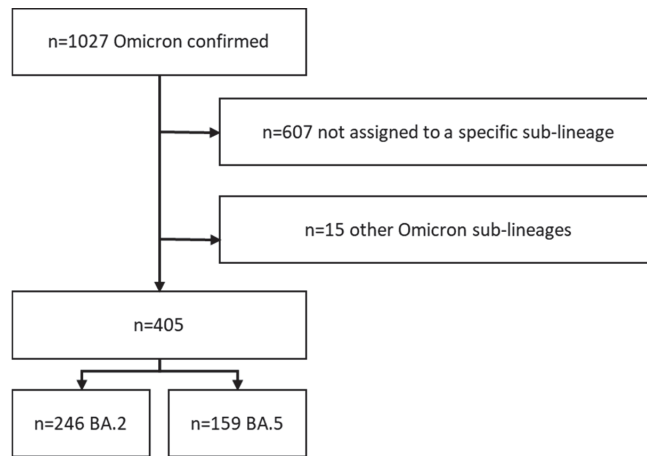 n=1027 Omicron confirmed
n=607 not assigned to a specific sub-lineage
n=15 other Omicron sub-lineages
n=405
n=246 BA.2
n=159 BA.5